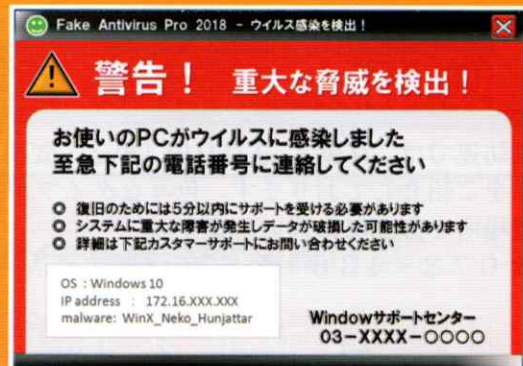 Fake Antivirus Pro 2018 - ウイルス感染を検出！
警告！ 重大な脅威を検出！
お使いのPCがウイルスに感染しました
至急下記の電話番号に連絡してください
◎ 復旧のためには5分以内にサポートを受ける必要があります
◎ システムに重大な障害が発生しデータが破損した可能性があります
◎ 詳細は下記カスタマーサポートにお問い合わせください
OS : Windows 10
IP address : 172.16.XXX.XXX
malware: WinX_Neko_Hunjattar
Windowサポートセンター
03-XXXX-〇〇〇〇